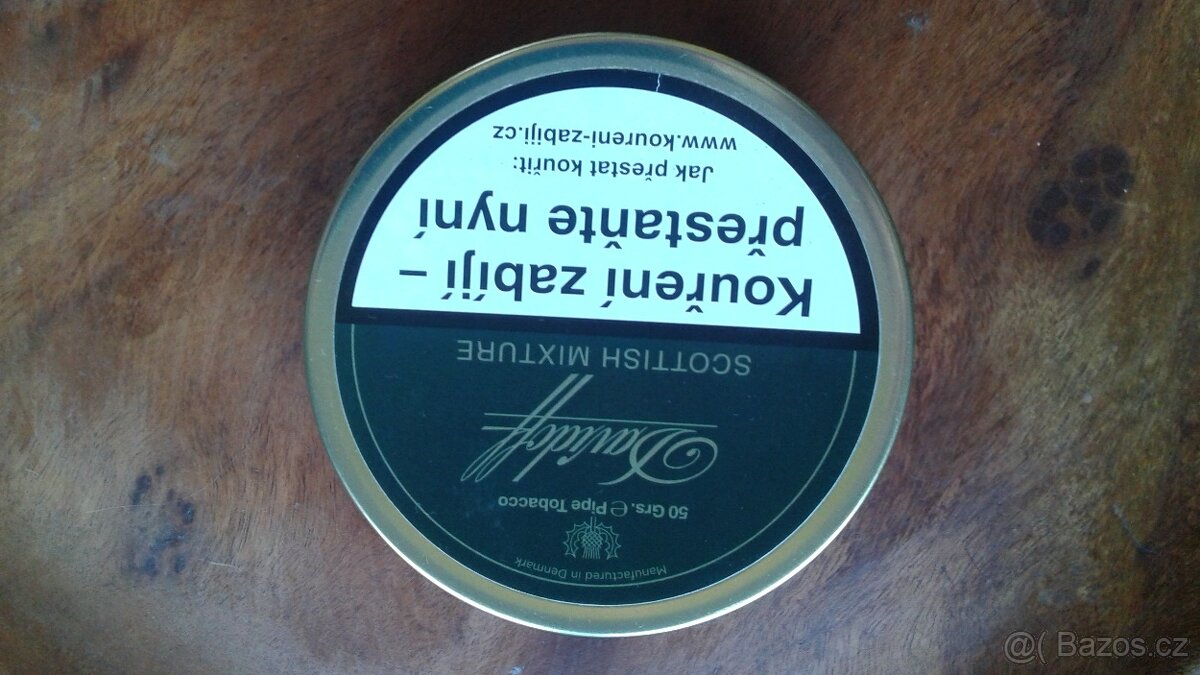 Manufactured in Denmark
50 Grs. ℮ Pipe Tobacco
Davidoff
SCOTTISH MIXTURE
Kouření zabíjí –
přestaňte nyní
Jak přestat kouřit:
www.koureni-zabiji.cz
@( Bazos.cz